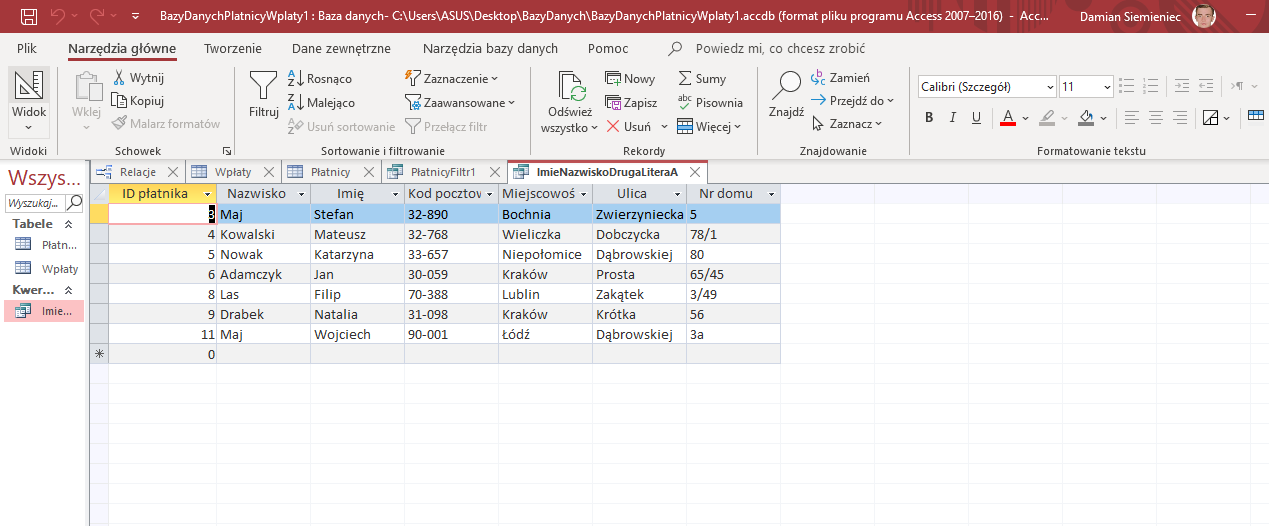 BazyDanychPlatnicyWplaty1 : Baza danych- C:\Users\ASUS\Desktop\BazyDanych\BazyDanychPlatnicyWplaty1.accdb (format pliku programu Access 2007–2016) - Acc... Damian Siemieniec
Plik Narzędzia główne Tworzenie Dane zewnętrzne Narzędzia bazy danych Pomoc Powiedz mi, co chcesz zrobić
Widok
Widoki
Wklej
Wytnij
Kopiuj
Malarz formatów
Schowek
Filtruj
Rosnąco
Malejąco
Usuń sortowanie
Zaznaczenie
Zaawansowane
Przełącz filtr
Sortowanie i filtrowanie
Odśwież
wszystko
Nowy
Zapisz
Usuń
Sumy
Pisownia
Więcej
Rekordy
Znajdź
Zamień
Przejdź do
Zaznacz
Znajdowanie
Calibri (Szczegół) 11
B I U A
Formatowanie tekstu
Wszys...
Wyszukaj...
Tabele
Płatn...
Wpłaty
Kwer...
Imie...
Relacje Wpłaty Płatnicy PłatnicyFiltr1 ImieNazwiskoDrugaLiteraA
ID płatnika Nazwisko Imię Kod pocztow Miejscowoś Ulica Nr domu
3 Maj Stefan 32-890 Bochnia Zwierzyniecka 5
4 Kowalski Mateusz 32-768 Wieliczka Dobczycka 78/1
5 Nowak Katarzyna 33-657 Niepołomice Dąbrowskiej 80
6 Adamczyk Jan 30-059 Kraków Prosta 65/45
8 Las Filip 70-388 Lublin Zakątek 3/49
9 Drabek Natalia 31-098 Kraków Krótka 56
11 Maj Wojciech 90-001 Łódź Dąbrowskiej 3a
0